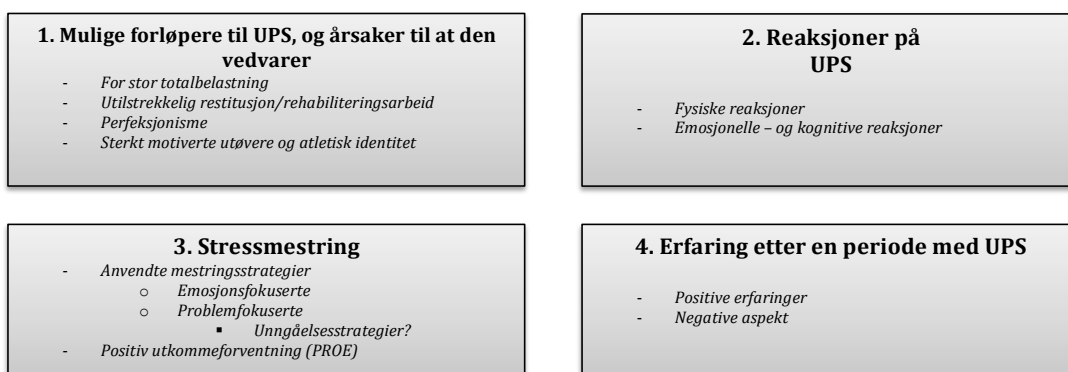 1. Mulige forløpere til UPS, og årsaker til at den
vedvarer
- For stor totalbelastning
- Utilstrekkelig restitusjon/rehabiliteringsarbeid
- Perfeksjonisme
- Sterkt motiverte utøvere og atletisk identitet
2. Reaksjoner på
UPS
- Fysiske reaksjoner
- Emosjonelle – og kognitive reaksjoner
3. Stressmestring
- Anvendte mestringsstrategier
o Emosjonsfokuserte
o Problemfokuserte
▪ Unngåelsesstrategier?
- Positiv utkommeforventning (PROE)
4. Erfaring etter en periode med UPS
- Positive erfaringer
- Negative aspekt